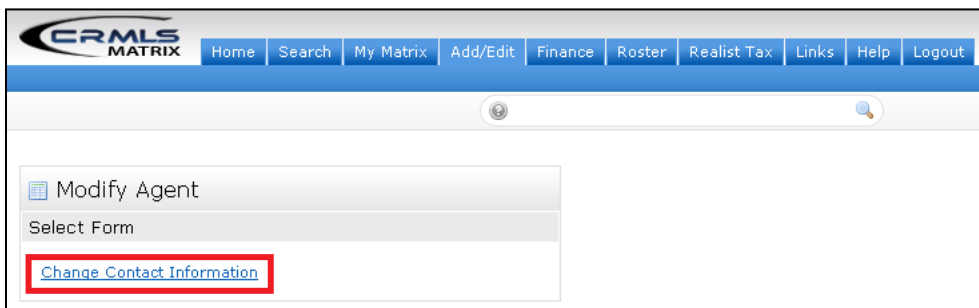 CRMLS
MATRIX
Home Search My Matrix Add/Edit Finance Roster Realist Tax Links Help Logout
Modify Agent
Select Form
Change Contact Information